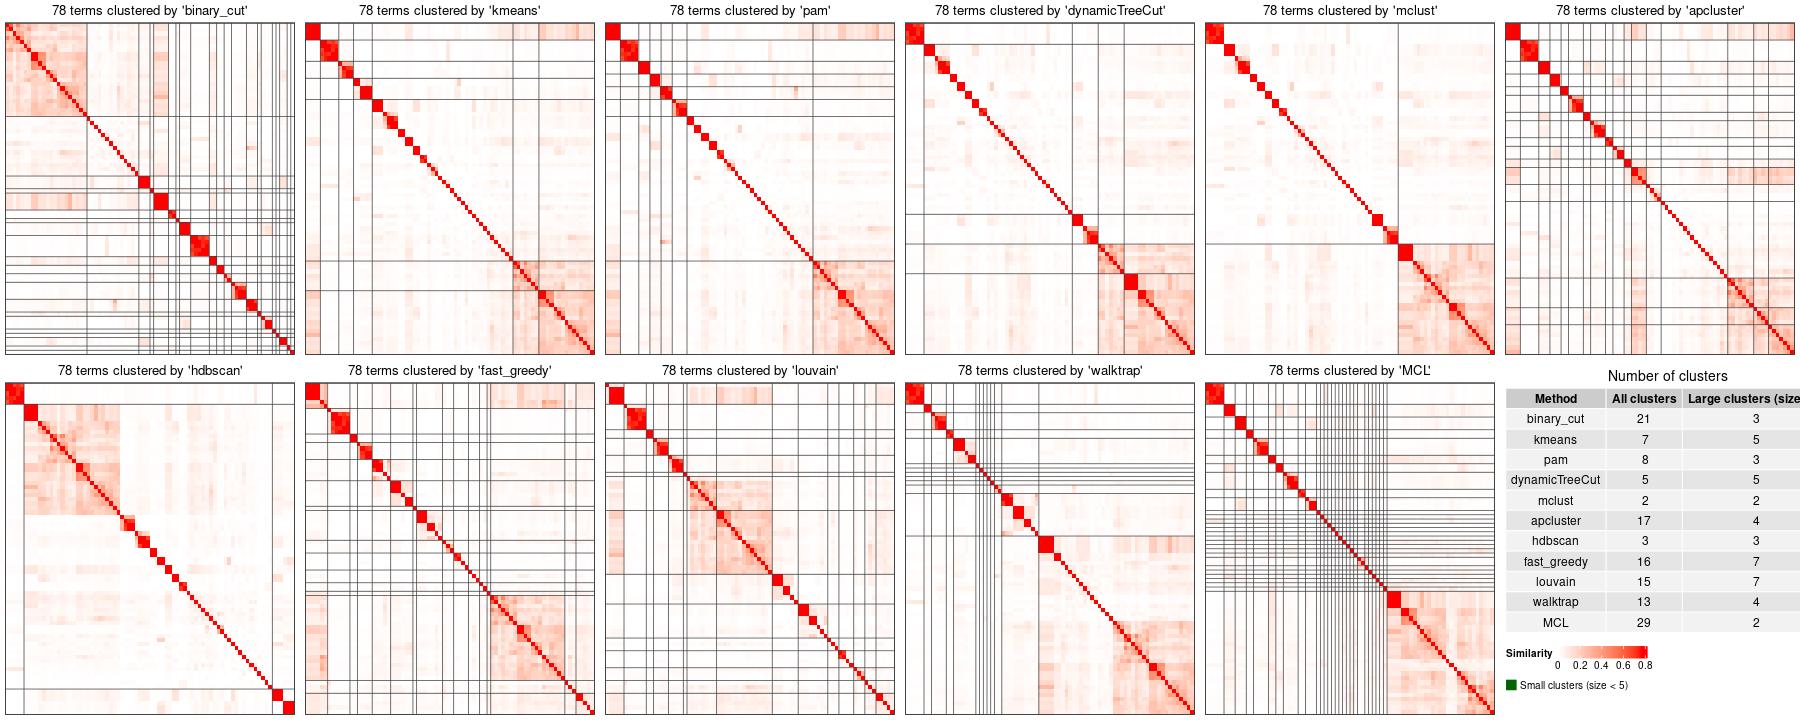 78 terms clustered by 'binary_cut'
78 terms clustered by 'kmeans'
78 terms clustered by 'pam'
78 terms clustered by 'dynamicTreeCut'
78 terms clustered by 'mclust'
78 terms clustered by 'apcluster'
78 terms clustered by 'hdbscan'
78 terms clustered by 'fast_greedy'
78 terms clustered by 'louvain'
78 terms clustered by 'walktrap'
78 terms clustered by 'MCL'
Number of clusters
Method All clusters Large clusters (size
binary_cut 21 3
kmeans 7 5
pam 8 3
dynamicTreeCut 5 5
mclust 2 2
apcluster 17 4
hdbscan 3 3
fast_greedy 16 7
louvain 15 7
walktrap 13 4
MCL 29 2
Similarity
0 0.2 0.4 0.6 0.8
Small clusters (size < 5)